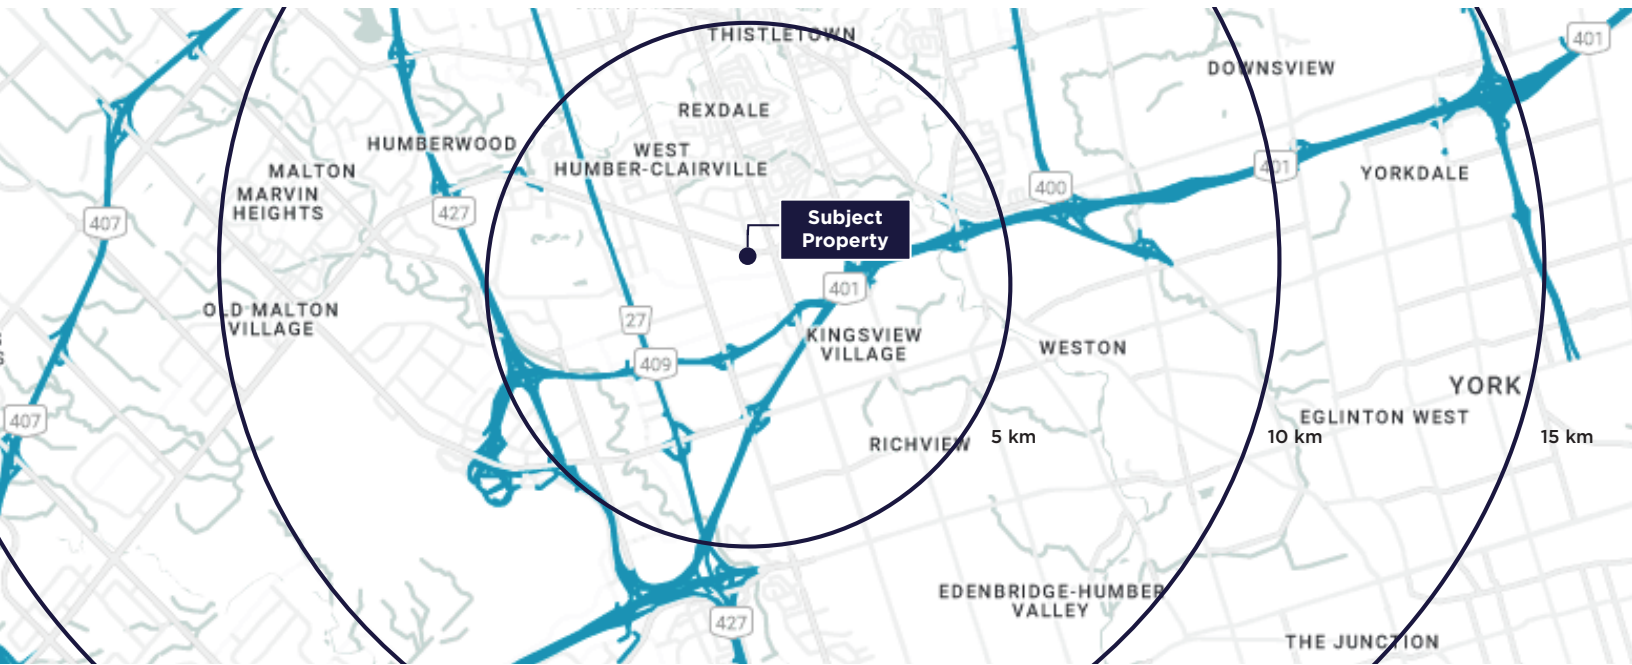 THISTLETOWN
401
DOWNSVIEW
REXDALE
HUMBERWOOD
WEST
HUMBER-CLAIRVILLE
MALTON
MARVIN
HEIGHTS
401
YORKDALE
400
427
407
Subject
Property
401
OLD MALTON
VILLAGE
27
KINGSVIEW
VILLAGE
WESTON
409
YORK
407
EGLINTON WEST
RICHVIEW
5 km
10 km
15 km
EDENBRIDGE-HUMBER
VALLEY
427
THE JUNCTION